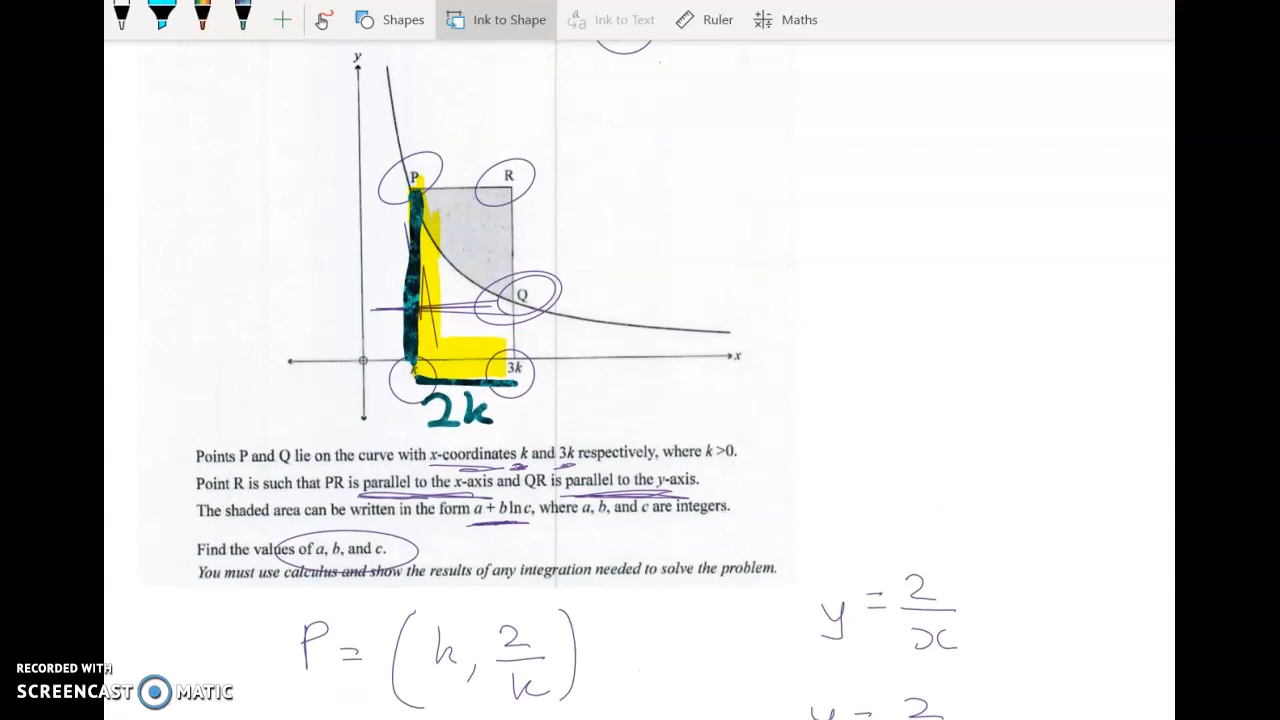 Shapes Ink to Shape Ink to Text Ruler Maths
y
P R
Q
x
k 3k
2k
Points P and Q lie on the curve with x-coordinates k and 3k respectively, where k >0.
Point R is such that PR is parallel to the x-axis and QR is parallel to the y-axis.
The shaded area can be written in the form a + b ln c, where a, b, and c are integers.
Find the values of a, b, and c.
You must use calculus and show the results of any integration needed to solve the problem.
P = (k, 2/k) y = 2/x
y = 2
RECORDED WITH
SCREENCAST MATIC